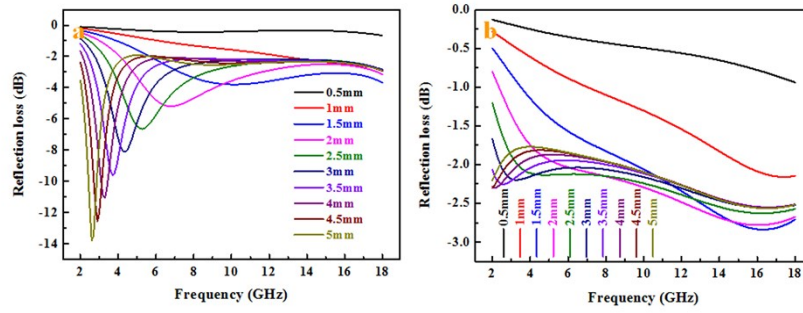 a
0
-2
-4
-6
-8
-10
-12
-14
Reflection loss (dB)
0.5mm
1mm
1.5mm
2mm
2.5mm
3mm
3.5mm
4mm
4.5mm
5mm
2 4 6 8 10 12 14 16 18
Frequency (GHz)
b
0.0
-0.5
-1.0
-1.5
-2.0
-2.5
-3.0
Reflection loss (dB)
0.5mm
1mm
1.5mm
2mm
2.5mm
3mm
3.5mm
4mm
4.5mm
5mm
2 4 6 8 10 12 14 16 18
Frequency (GHz)